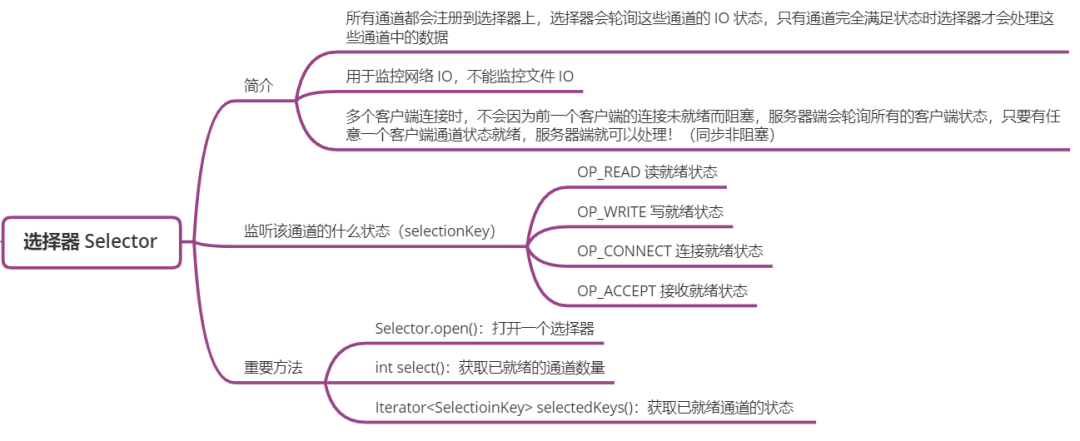 所有通道都会注册到选择器上，选择器会轮询这些通道的 IO 状态，只有通道完全满足状态时选择器才会处理这
些通道中的数据
简介
用于监控网络 IO，不能监控文件 IO
多个客户端连接时，不会因为前一个客户端的连接未就绪而阻塞，服务器端会轮询所有的客户端状态，只要有任
意一个客户端通道状态就绪，服务器端就可以处理！（同步非阻塞）
选择器 Selector
监听该通道的什么状态（selectionKey）
OP_READ 读就绪状态
OP_WRITE 写就绪状态
OP_CONNECT 连接就绪状态
OP_ACCEPT 接收就绪状态
重要方法
Selector.open()：打开一个选择器
int select()：获取已就绪的通道数量
Iterator<SelectioinKey> selectedKeys()：获取已就绪通道的状态